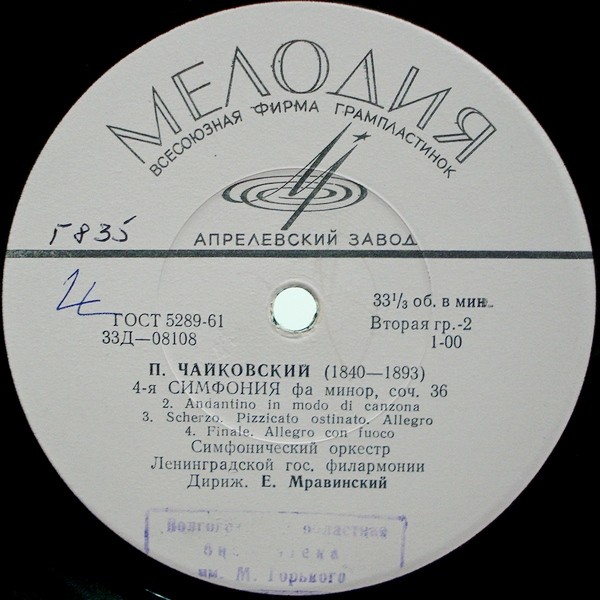 МЕЛОДИЯ
ВСЕСОЮЗНАЯ ФИРМА ГРАМПЛАСТИНОК
АПРЕЛЕВСКИЙ ЗАВОД
Г835
ГОСТ 5289-61
33Д—08108
33⅓ об. в мин.
Вторая гр.-2
1-00
П. ЧАЙКОВСКИЙ (1840—1893)
4-я СИМФОНИЯ фа минор, соч. 36
2. Andantino in modo di canzona
3. Scherzo. Pizzicato ostinato. Allegro
4. Finale. Allegro con fuoco
Симфонический оркестр
Ленинградской гос. филармонии
Дириж. Е. Мравинский
им. М. Горького